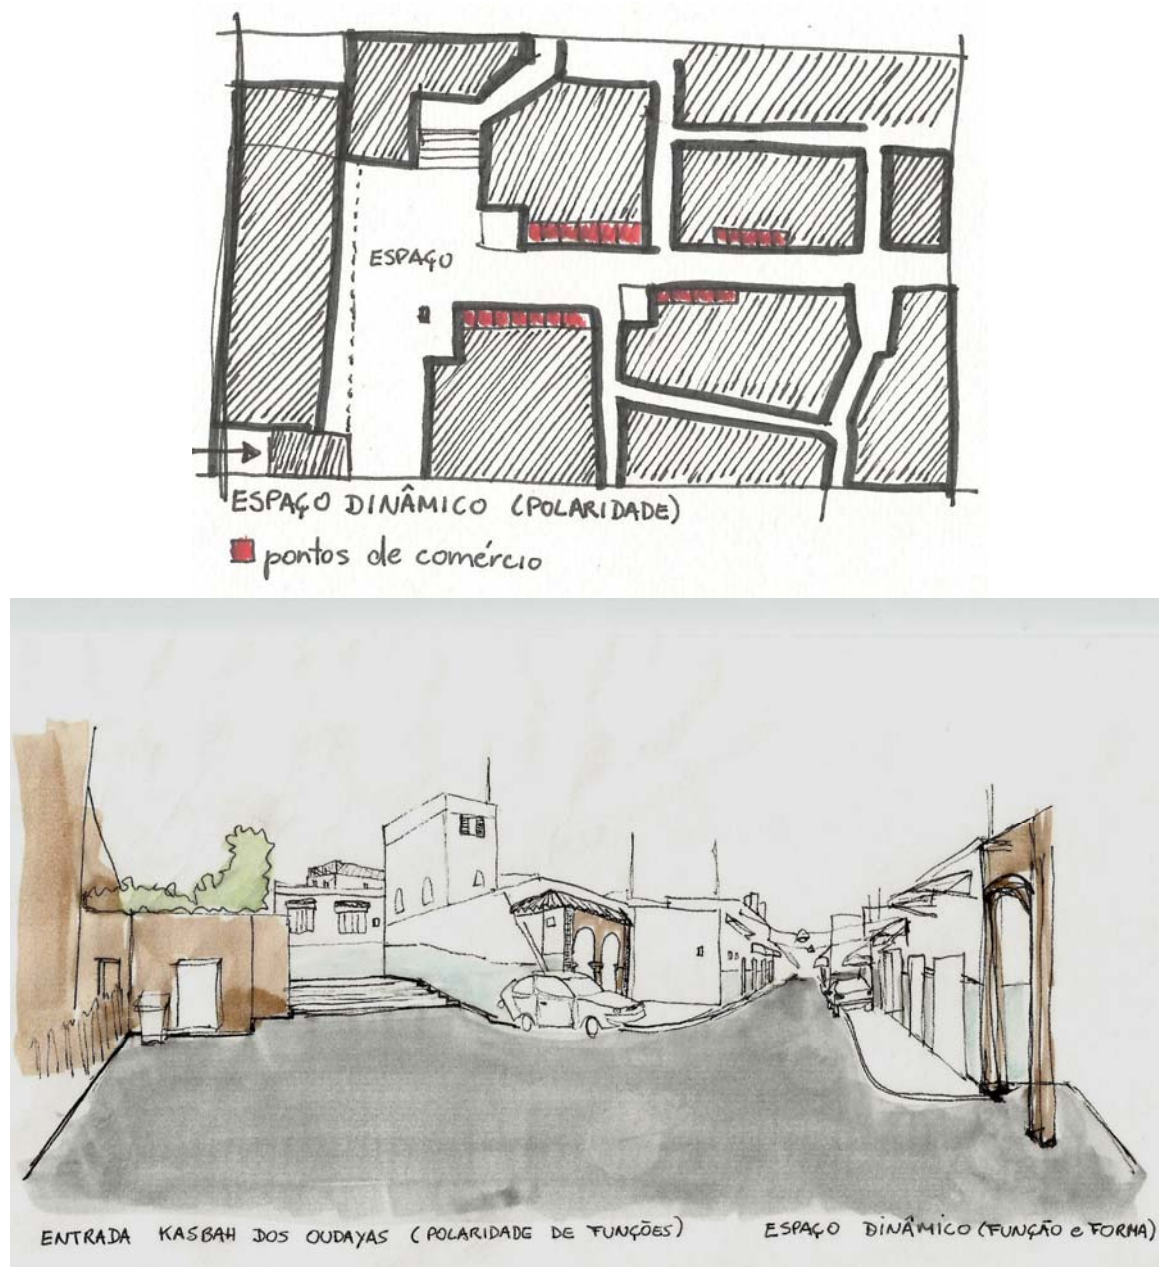 ESPAÇO
ESPAÇO DINÂMICO (POLARIDADE)
pontos de comércio
ENTRADA KASBAH DOS OUDAYAS (POLARIDADE DE FUNÇÕES) ESPAÇO DINÂMICO (FUNÇÃO e FORMA)